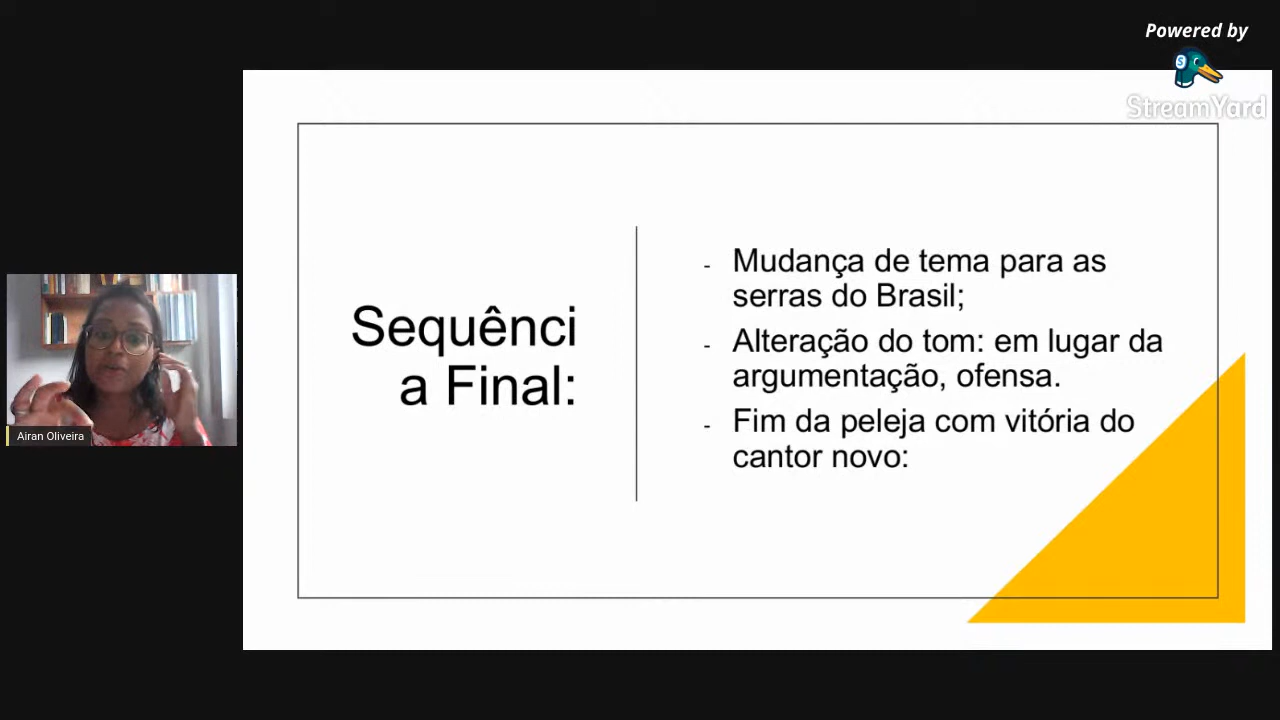 Powered by
StreamYard
Sequênci
a Final:
- Mudança de tema para as
serras do Brasil;
- Alteração do tom: em lugar da
argumentação, ofensa.
- Fim da peleja com vitória do
cantor novo:
Airan Oliveira